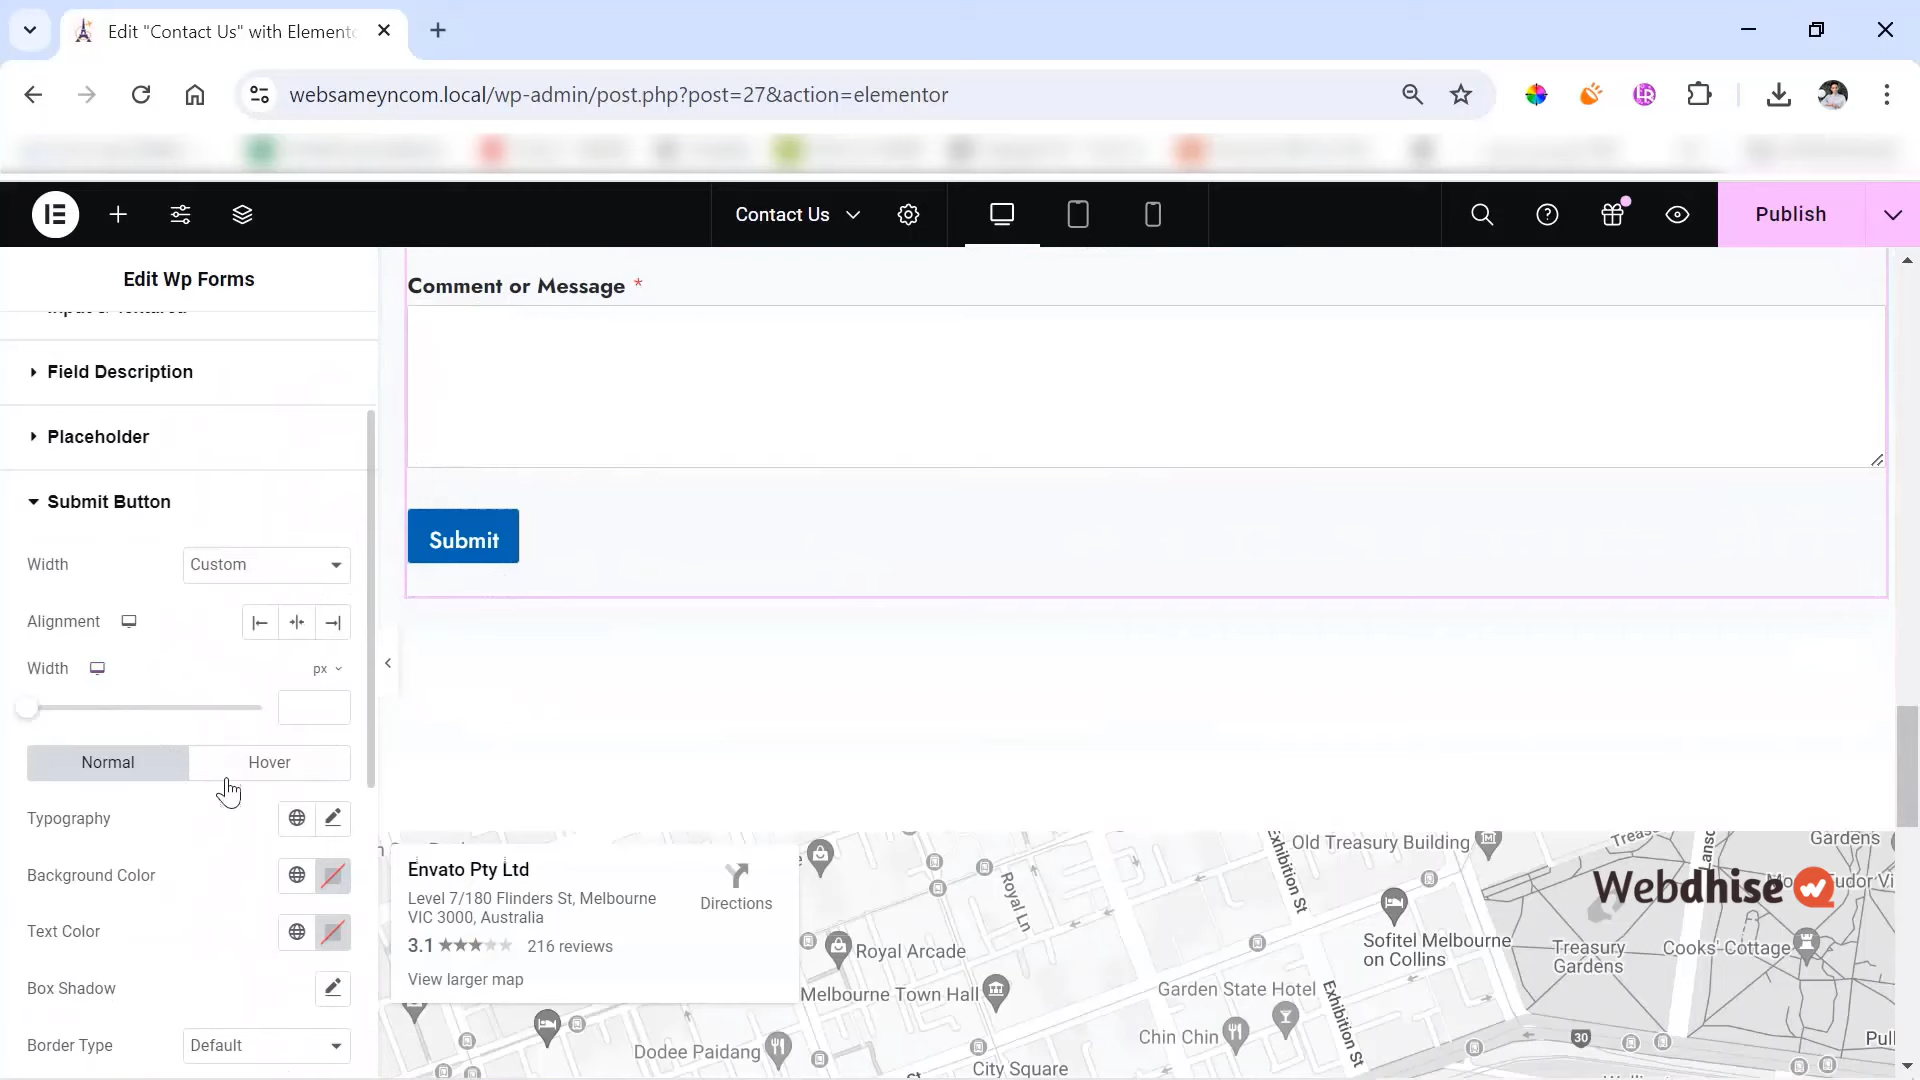 Edit "Contact Us" with Elemento
websameyncom.local/wp-admin/post.php?post=27&action=elementor
Contact Us
Publish
Edit Wp Forms
Field Description
Placeholder
Submit Button
Width
Custom
Alignment
Width
px
Normal
Hover
Typography
Background Color
Text Color
Box Shadow
Border Type
Default
Comment or Message *
Submit
Envato Pty Ltd
Level 7/180 Flinders St, Melbourne
VIC 3000, Australia
Directions
3.1
216 reviews
View larger map
Old Treasury Building
Gardens
Royal Ln
Exhibition St
Webdhise
Royal Arcade
Sofitel Melbourne
on Collins
Treasury
Gardens
Cooks' Cottage
Melbourne Town Hall
Garden State Hotel
Exhibition St
Chin Chin
30
Dodee Paidang
City Square